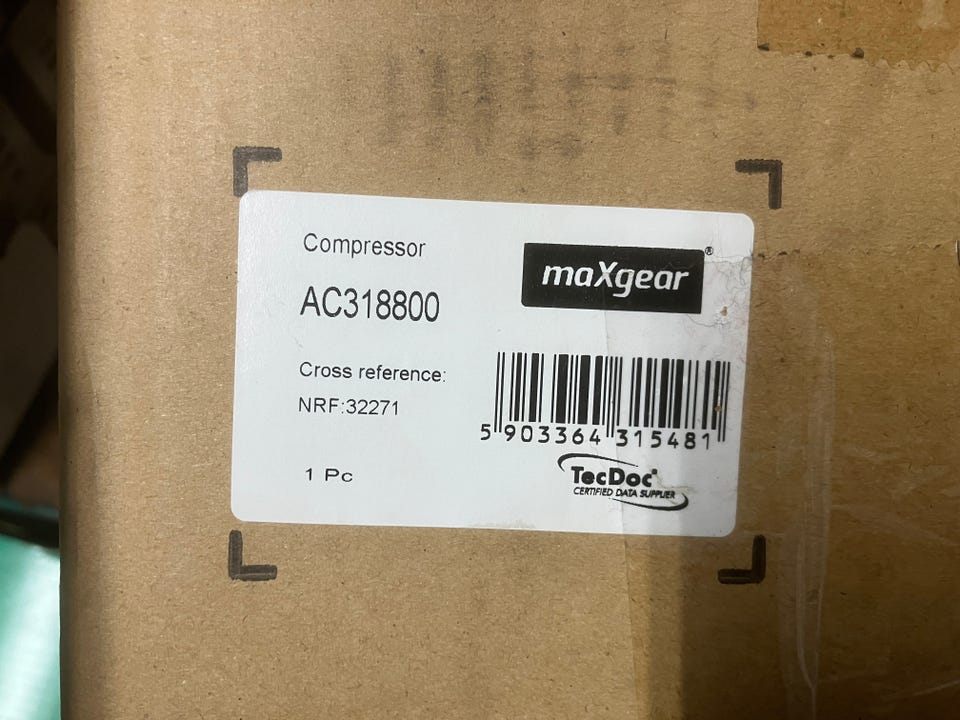 Compressor
maXgear®
AC318800
Cross reference:
NRF:32271
5 903364 315481
1 Pc
TecDoc®
CERTIFIED DATA SUPPLIER